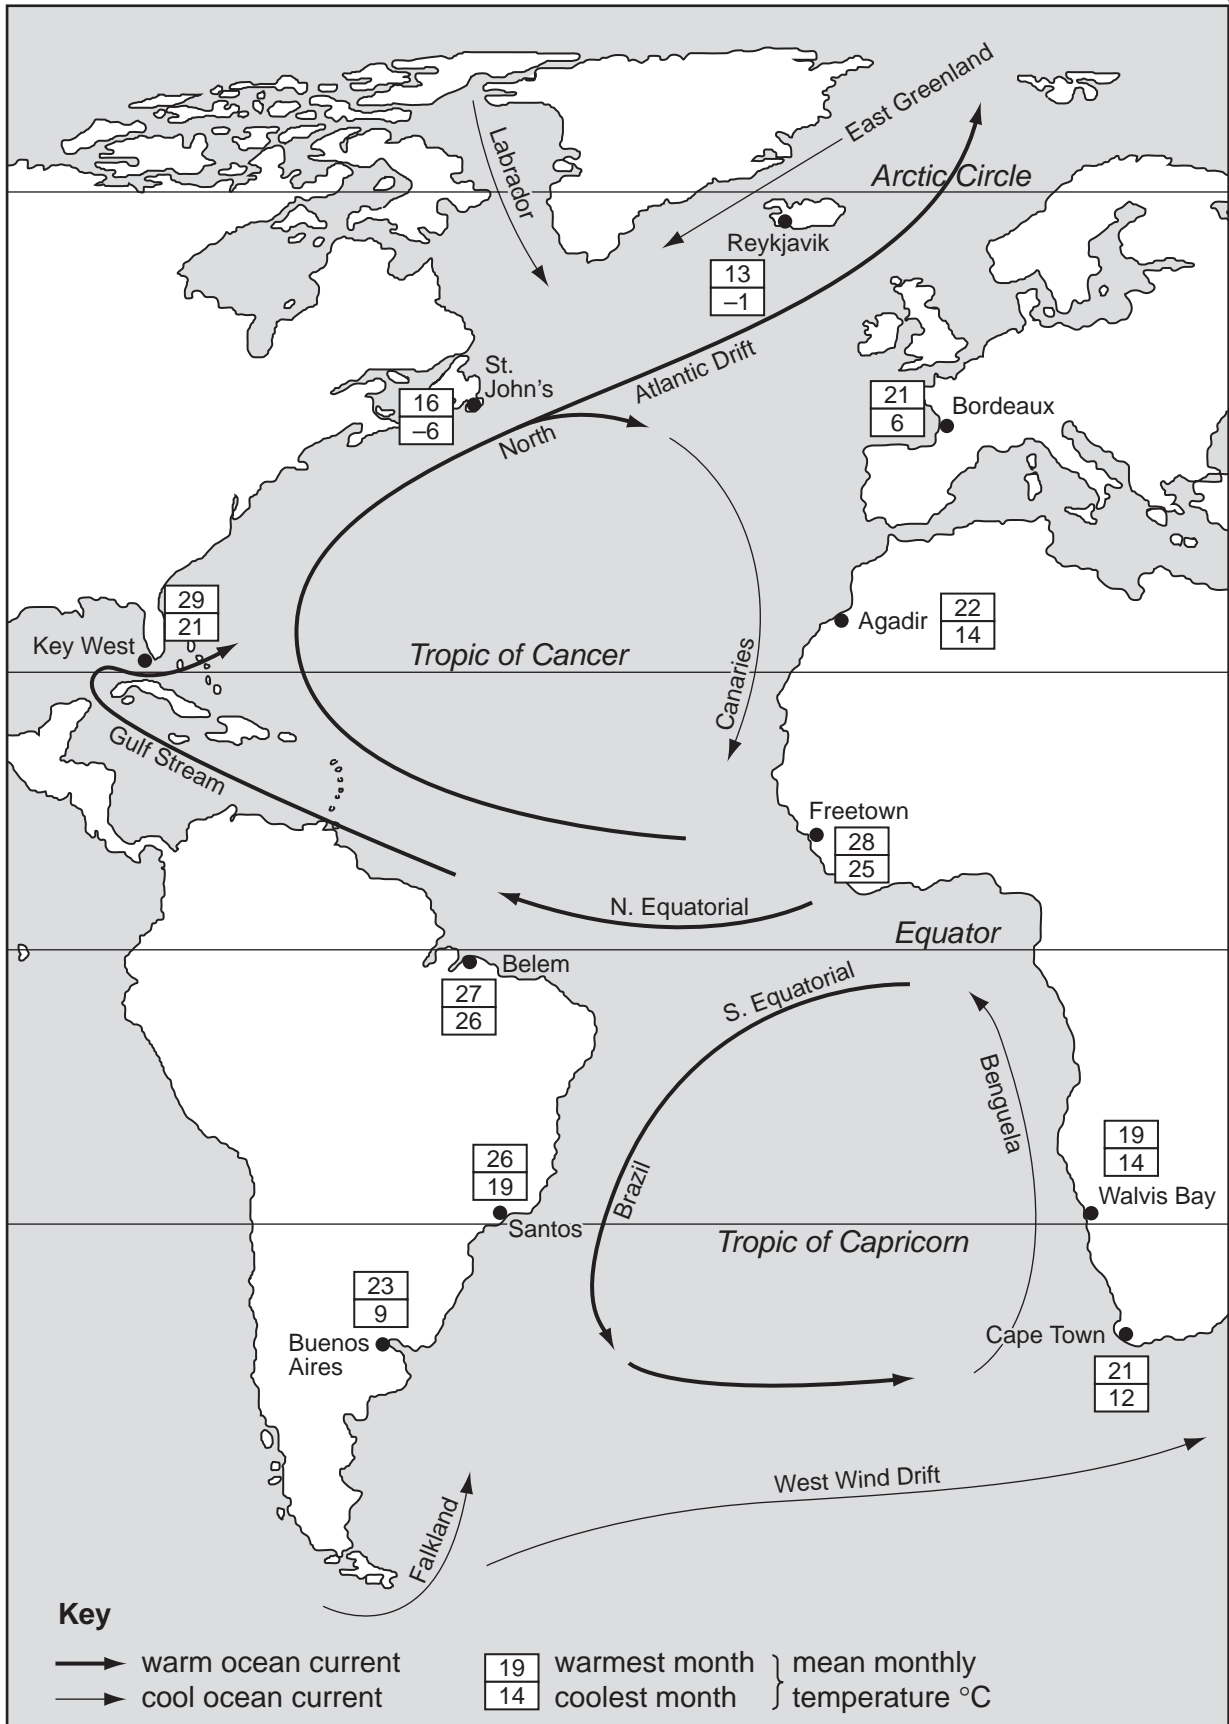 East Greenland
Labrador
Arctic Circle
Reykjavik
13
–1
St.
John's
16
–6
Atlantic Drift
North
21
6
Bordeaux
29
21
Key West
Agadir
22
14
Tropic of Cancer
Canaries
Gulf Stream
Freetown
28
25
N. Equatorial
Equator
Belem
27
26
S. Equatorial
Benguela
26
19
Santos
Brazil
19
14
Walvis Bay
Tropic of Capricorn
23
9
Buenos
Aires
Cape Town
21
12
West Wind Drift
Falkland
Key
warm ocean current
cool ocean current
19
14
warmest month
coolest month
mean monthly
temperature °C